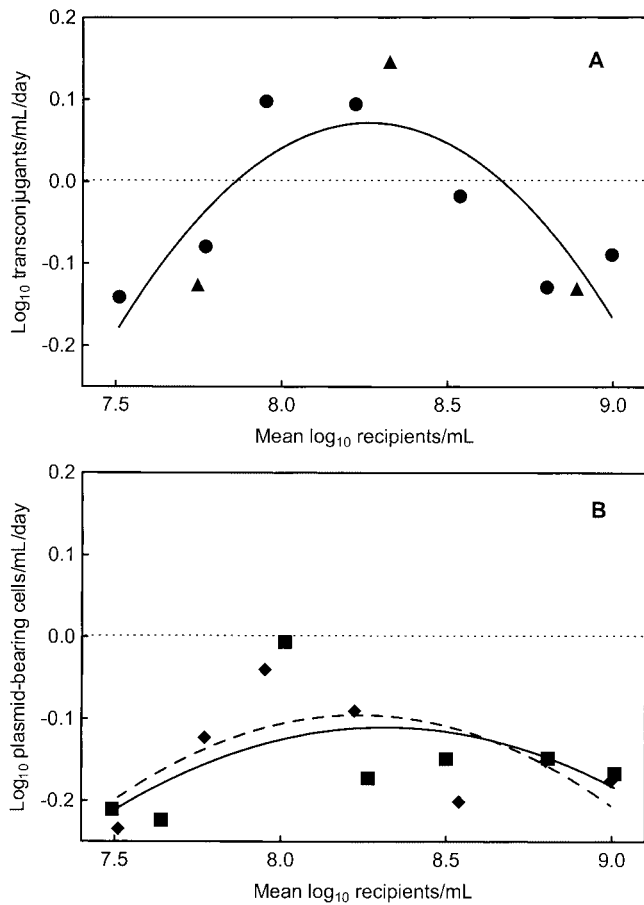 A
Log10 transconjugants/mL/day
0.2
0.1
0.0
-0.1
-0.2
7.5 8.0 8.5 9.0
Mean log10 recipients/mL
B
Log10 plasmid-bearing cells/mL/day
0.2
0.1
0.0
-0.1
-0.2
7.5 8.0 8.5 9.0
Mean log10 recipients/mL